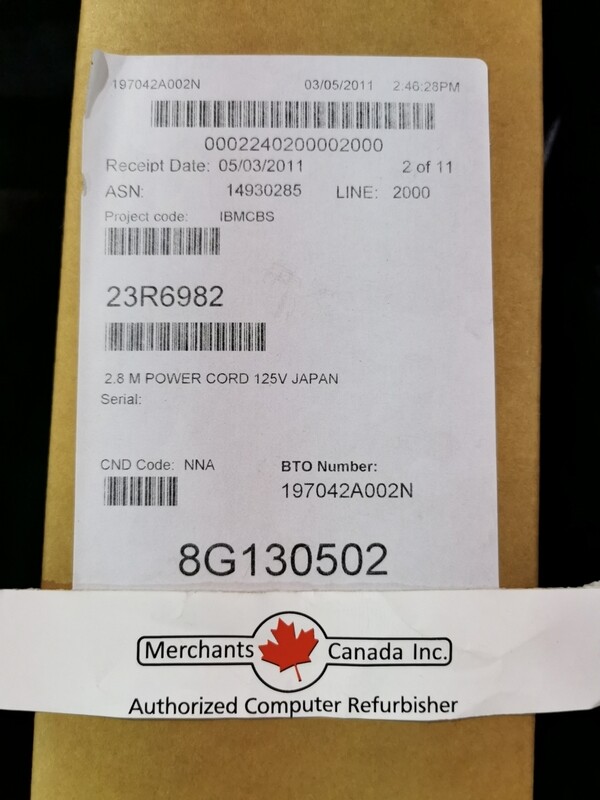 197042A002N 03/05/2011 2:46:28PM
0002240200002000
Receipt Date: 05/03/2011 2 of 11
ASN: 14930285 LINE: 2000
Project code: IBMCBS
23R6982
2.8 M POWER CORD 125V JAPAN
Serial:
CND Code: NNA BTO Number:
197042A002N
8G130502
Merchants Canada Inc.
Authorized Computer Refurbisher